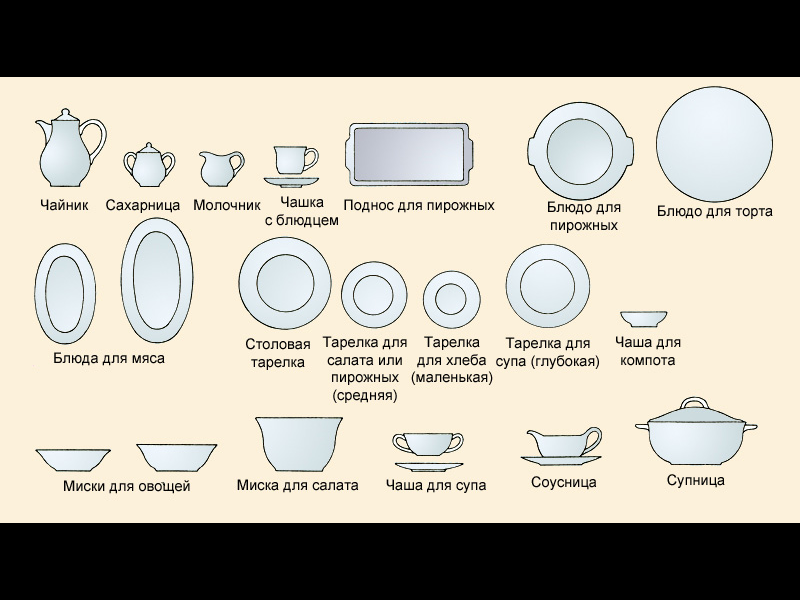 Чайник
Сахарница
Молочник
Чашка
с блюдцем
Поднос для пирожных
Блюдо для
пирожных
Блюдо для торта
Блюда для мяса
Столовая
тарелка
Тарелка для
салата или
пирожных
(средняя)
Тарелка
для хлеба
(маленькая)
Тарелка для
супа (глубокая)
Чаша для
компота
Миски для овощей
Миска для салата
Чаша для супа
Соусница
Супница